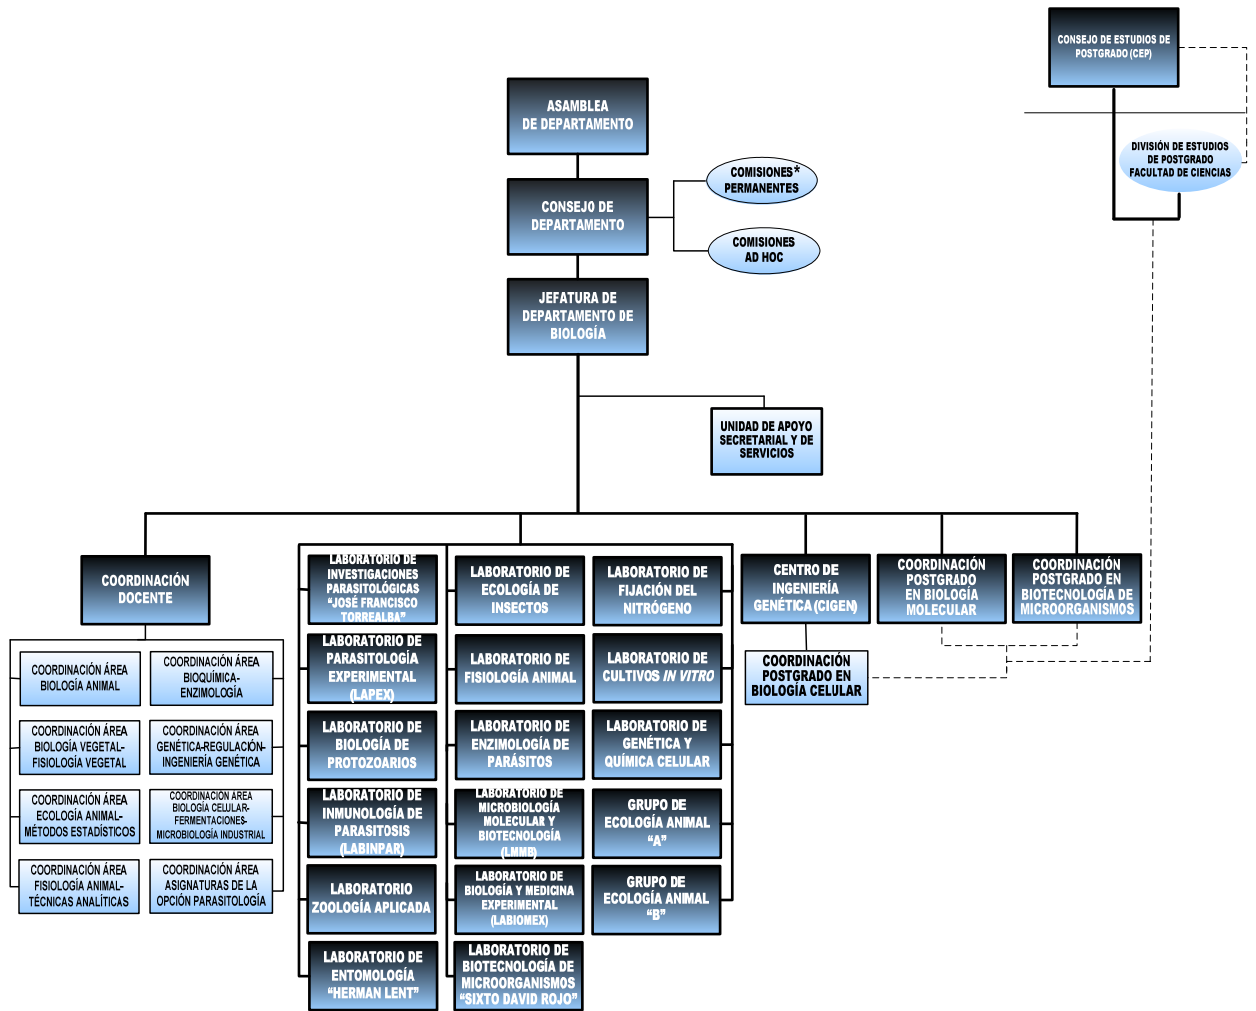 CONSEJO DE ESTUDIOS DE
POSTGRADO (CEP)
ASAMBLEA
DE DEPARTAMENTO
DIVISIÓN DE ESTUDIOS
DE POSTGRADO
FACULTAD DE CIENCIAS
COMISIONES*
PERMANENTES
CONSEJO DE
DEPARTAMENTO
COMISIONES
AD HOC
JEFATURA DE
DEPARTAMENTO DE
BIOLOGÍA
UNIDAD DE APOYO
SECRETARIAL Y DE
SERVICIOS
COORDINACIÓN
DOCENTE
COORDINACIÓN ÁREA
BIOLOGÍA ANIMAL
COORDINACIÓN ÁREA
BIOQUÍMICA-
ENZIMOLOGÍA
COORDINACIÓN ÁREA
BIOLOGÍA VEGETAL-
FISIOLOGÍA VEGETAL
COORDINACIÓN ÁREA
GENÉTICA-REGULACIÓN-
INGENIERÍA GENÉTICA
COORDINACIÓN ÁREA
ECOLOGÍA ANIMAL-
MÉTODOS ESTADÍSTICOS
COORDINACIÓN ÁREA
BIOLOGÍA CELULAR-
FERMENTACIONES-
MICROBIOLOGÍA INDUSTRIAL
COORDINACIÓN ÁREA
FISIOLOGÍA ANIMAL-
TÉCNICAS ANALÍTICAS
COORDINACIÓN ÁREA
ASIGNATURAS DE LA
OPCIÓN PARASITOLOGÍA
LABORATORIO DE
INVESTIGACIONES
PARASITOLÓGICAS
“JOSÉ FRANCISCO
TORREALBA”
LABORATORIO DE
PARASITOLOGÍA
EXPERIMENTAL
(LAPEX)
LABORATORIO DE
BIOLOGÍA DE
PROTOZOARIOS
LABORATORIO DE
INMUNOLOGÍA DE
PARASITOSIS
(LABINPAR)
LABORATORIO
ZOOLOGÍA APLICADA
LABORATORIO DE
ENTOMOLOGÍA
“HERMAN LENT”
LABORATORIO DE
ECOLOGÍA DE
INSECTOS
LABORATORIO DE
FISIOLOGÍA ANIMAL
LABORATORIO DE
ENZIMOLOGÍA DE
PARÁSITOS
LABORATORIO DE
MICROBIOLOGÍA
MOLECULAR Y
BIOTECNOLOGÍA
(LMMB)
LABORATORIO DE
BIOLOGÍA Y MEDICINA
EXPERIMENTAL
(LABIOMEX)
LABORATORIO DE
BIOTECNOLOGÍA DE
MICROORGANISMOS
“SIXTO DAVID ROJO”
LABORATORIO DE
FIJACIÓN DEL
NITRÓGENO
LABORATORIO DE
CULTIVOS IN VITRO
LABORATORIO DE
GENÉTICA Y
QUÍMICA CELULAR
GRUPO DE
ECOLOGÍA ANIMAL
“A”
GRUPO DE
ECOLOGÍA ANIMAL
“B”
CENTRO DE
INGENIERÍA
GENÉTICA (CIGEN)
COORDINACIÓN
POSTGRADO EN
BIOLOGÍA CELULAR
COORDINACIÓN
POSTGRADO
EN BIOLOGÍA
MOLECULAR
COORDINACIÓN
POSTGRADO EN
BIOTECNOLOGÍA DE
MICROORGANISMOS